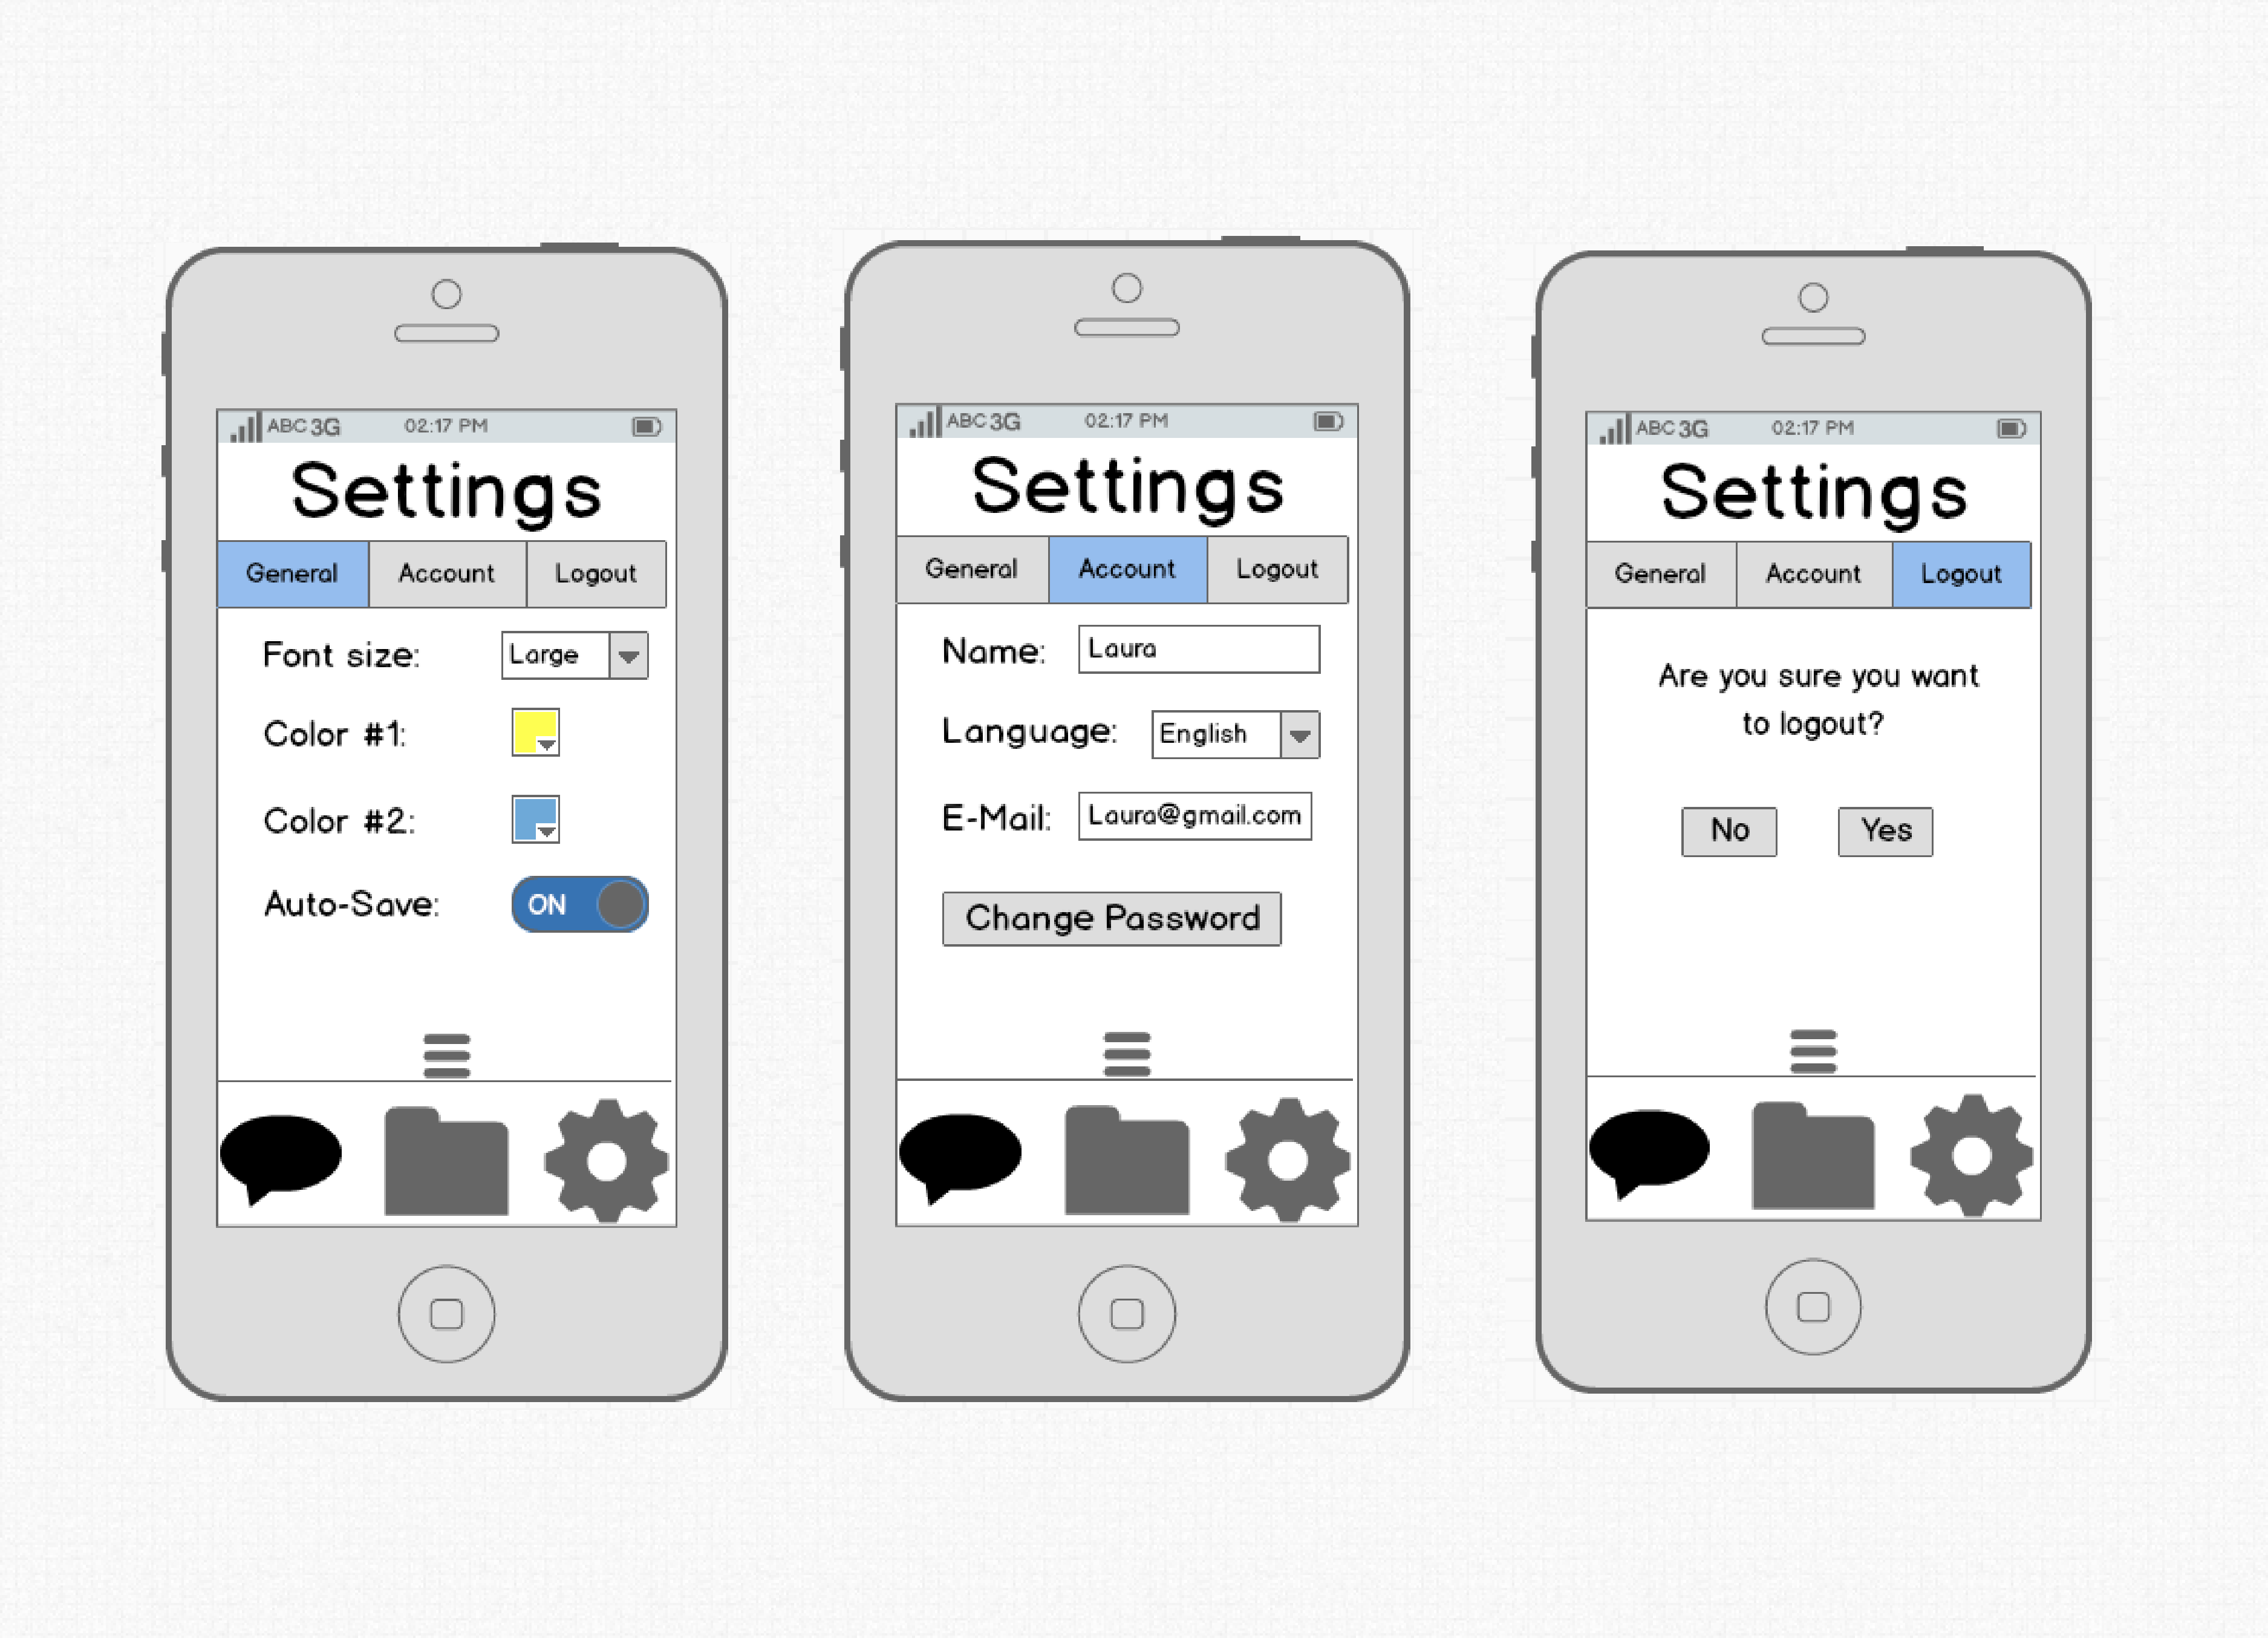 ABC 3G 02:17 PM
Settings
General Account Logout
Font size: Large
Color #1:
Color #2:
Auto-Save: ON
ABC 3G 02:17 PM
Settings
General Account Logout
Name: Laura
Language: English
E-Mail: Laura@gmail.com
Change Password
ABC 3G 02:17 PM
Settings
General Account Logout
Are you sure you want
to logout?
No Yes